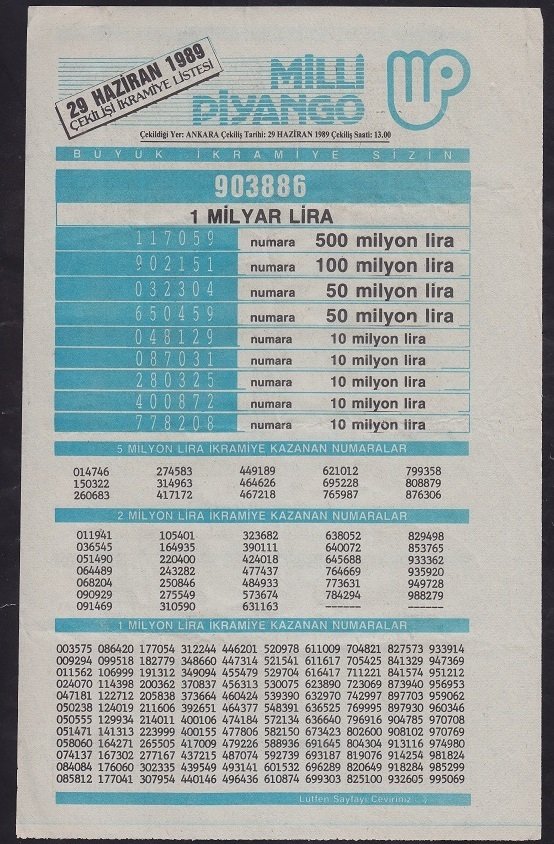 29 HAZİRAN 1989
ÇEKİLİŞİ İKRAMİYE LİSTESİ
MİLLİ
PİYANGO
Çekildiği Yer: ANKARA Çekiliş Tarihi: 29 HAZİRAN 1989 Çekiliş Saati: 13.00
BÜYÜK İKRAMİYE SİZİN
903886
1 MİLYAR LİRA
117059 numara 500 milyon lira
902151 numara 100 milyon lira
032304 numara 50 milyon lira
650459 numara 50 milyon lira
048129 numara 10 milyon lira
087031 numara 10 milyon lira
280325 numara 10 milyon lira
400872 numara 10 milyon lira
778208 numara 10 milyon lira
5 MİLYON LİRA İKRAMİYE KAZANAN NUMARALAR
014746 274583 449189 621012 799358
150322 314963 464626 695228 808879
260683 417172 467218 765987 876306
2 MİLYON LİRA İKRAMİYE KAZANAN NUMARALAR
011941 105401 323682 638052 829498
036545 164935 390111 640072 853765
051490 220400 424018 645688 933362
064489 243282 477437 764669 935920
068204 250846 484933 773631 949728
090929 275549 573674 784294 988279
091469 310590 631163 ------ ------
1 MİLYON LİRA İKRAMİYE KAZANAN NUMARALAR
003575 086420 177054 312244 446201 520978 611009 704821 827573 933914
009294 099518 182779 348660 447314 521541 611617 705425 841329 947369
011562 106999 191312 349094 455479 529704 616417 711221 841574 951212
024070 114398 200362 370837 456313 530075 623890 723069 873940 956953
047181 122712 205838 373664 460424 539390 632970 742997 897703 959062
050238 124019 211606 392651 464377 548391 636525 769995 897930 960346
050555 129934 214011 400106 474184 572134 636640 796916 904785 970708
051471 141313 223999 400155 477806 582150 673423 802600 908102 970769
058060 164271 265505 417009 479226 588936 691645 804304 913116 974980
074137 167302 277167 437215 487074 592739 693187 819076 914254 981824
084084 176060 302335 439549 493141 601532 696289 820649 918284 985299
085812 177041 307954 440146 496436 610874 699303 825100 932605 995069
Lütfen Sayfayı Çeviriniz